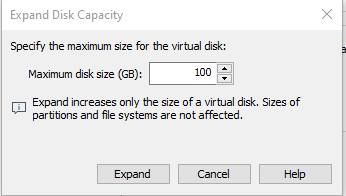 Expand Disk Capacity
Specify the maximum size for the virtual disk:
Maximum disk size (GB): 100
Expand increases only the size of a virtual disk. Sizes of
partitions and file systems are not affected.
Expand Cancel Help